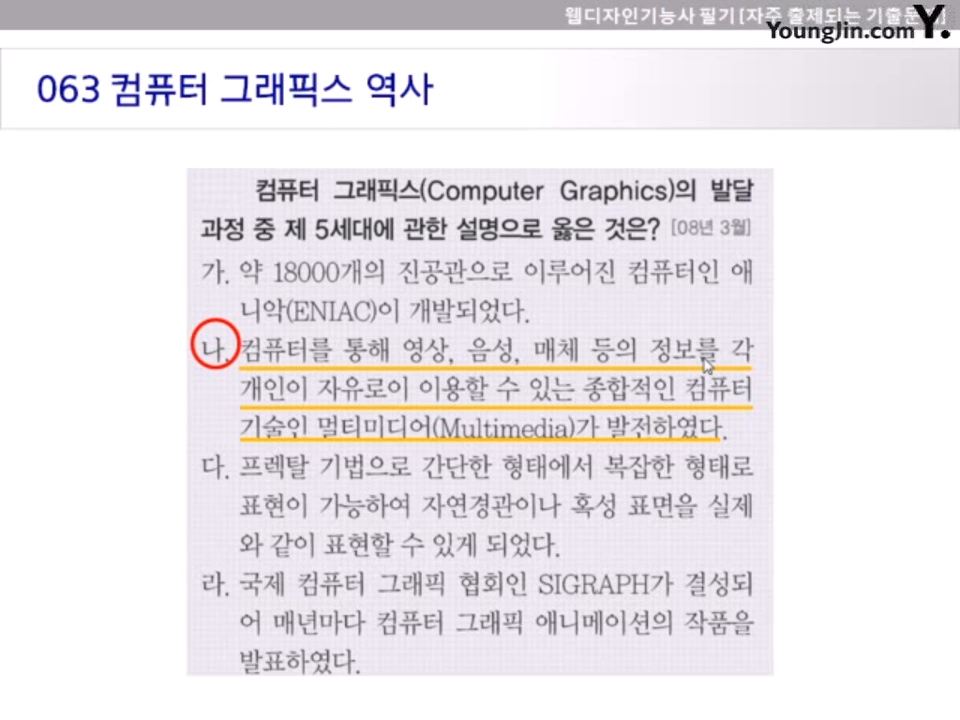 웹디자인기능사 필기 [자주 출제되는 기출문제]
YoungJin.com Y.
063 컴퓨터 그래픽스 역사
컴퓨터 그래픽스(Computer Graphics)의 발달
과정 중 제 5세대에 관한 설명으로 옳은 것은? [08년 3월]
가. 약 18000개의 진공관으로 이루어진 컴퓨터인 애
니악(ENIAC)이 개발되었다.
나. 컴퓨터를 통해 영상, 음성, 매체 등의 정보를 각
개인이 자유로이 이용할 수 있는 종합적인 컴퓨터
기술인 멀티미디어(Multimedia)가 발전하였다.
다. 프렉탈 기법으로 간단한 형태에서 복잡한 형태로
표현이 가능하여 자연경관이나 혹성 표면을 실제
와 같이 표현할 수 있게 되었다.
라. 국제 컴퓨터 그래픽 협회인 SIGRAPH가 결성되
어 매년마다 컴퓨터 그래픽 애니메이션의 작품을
발표하였다.